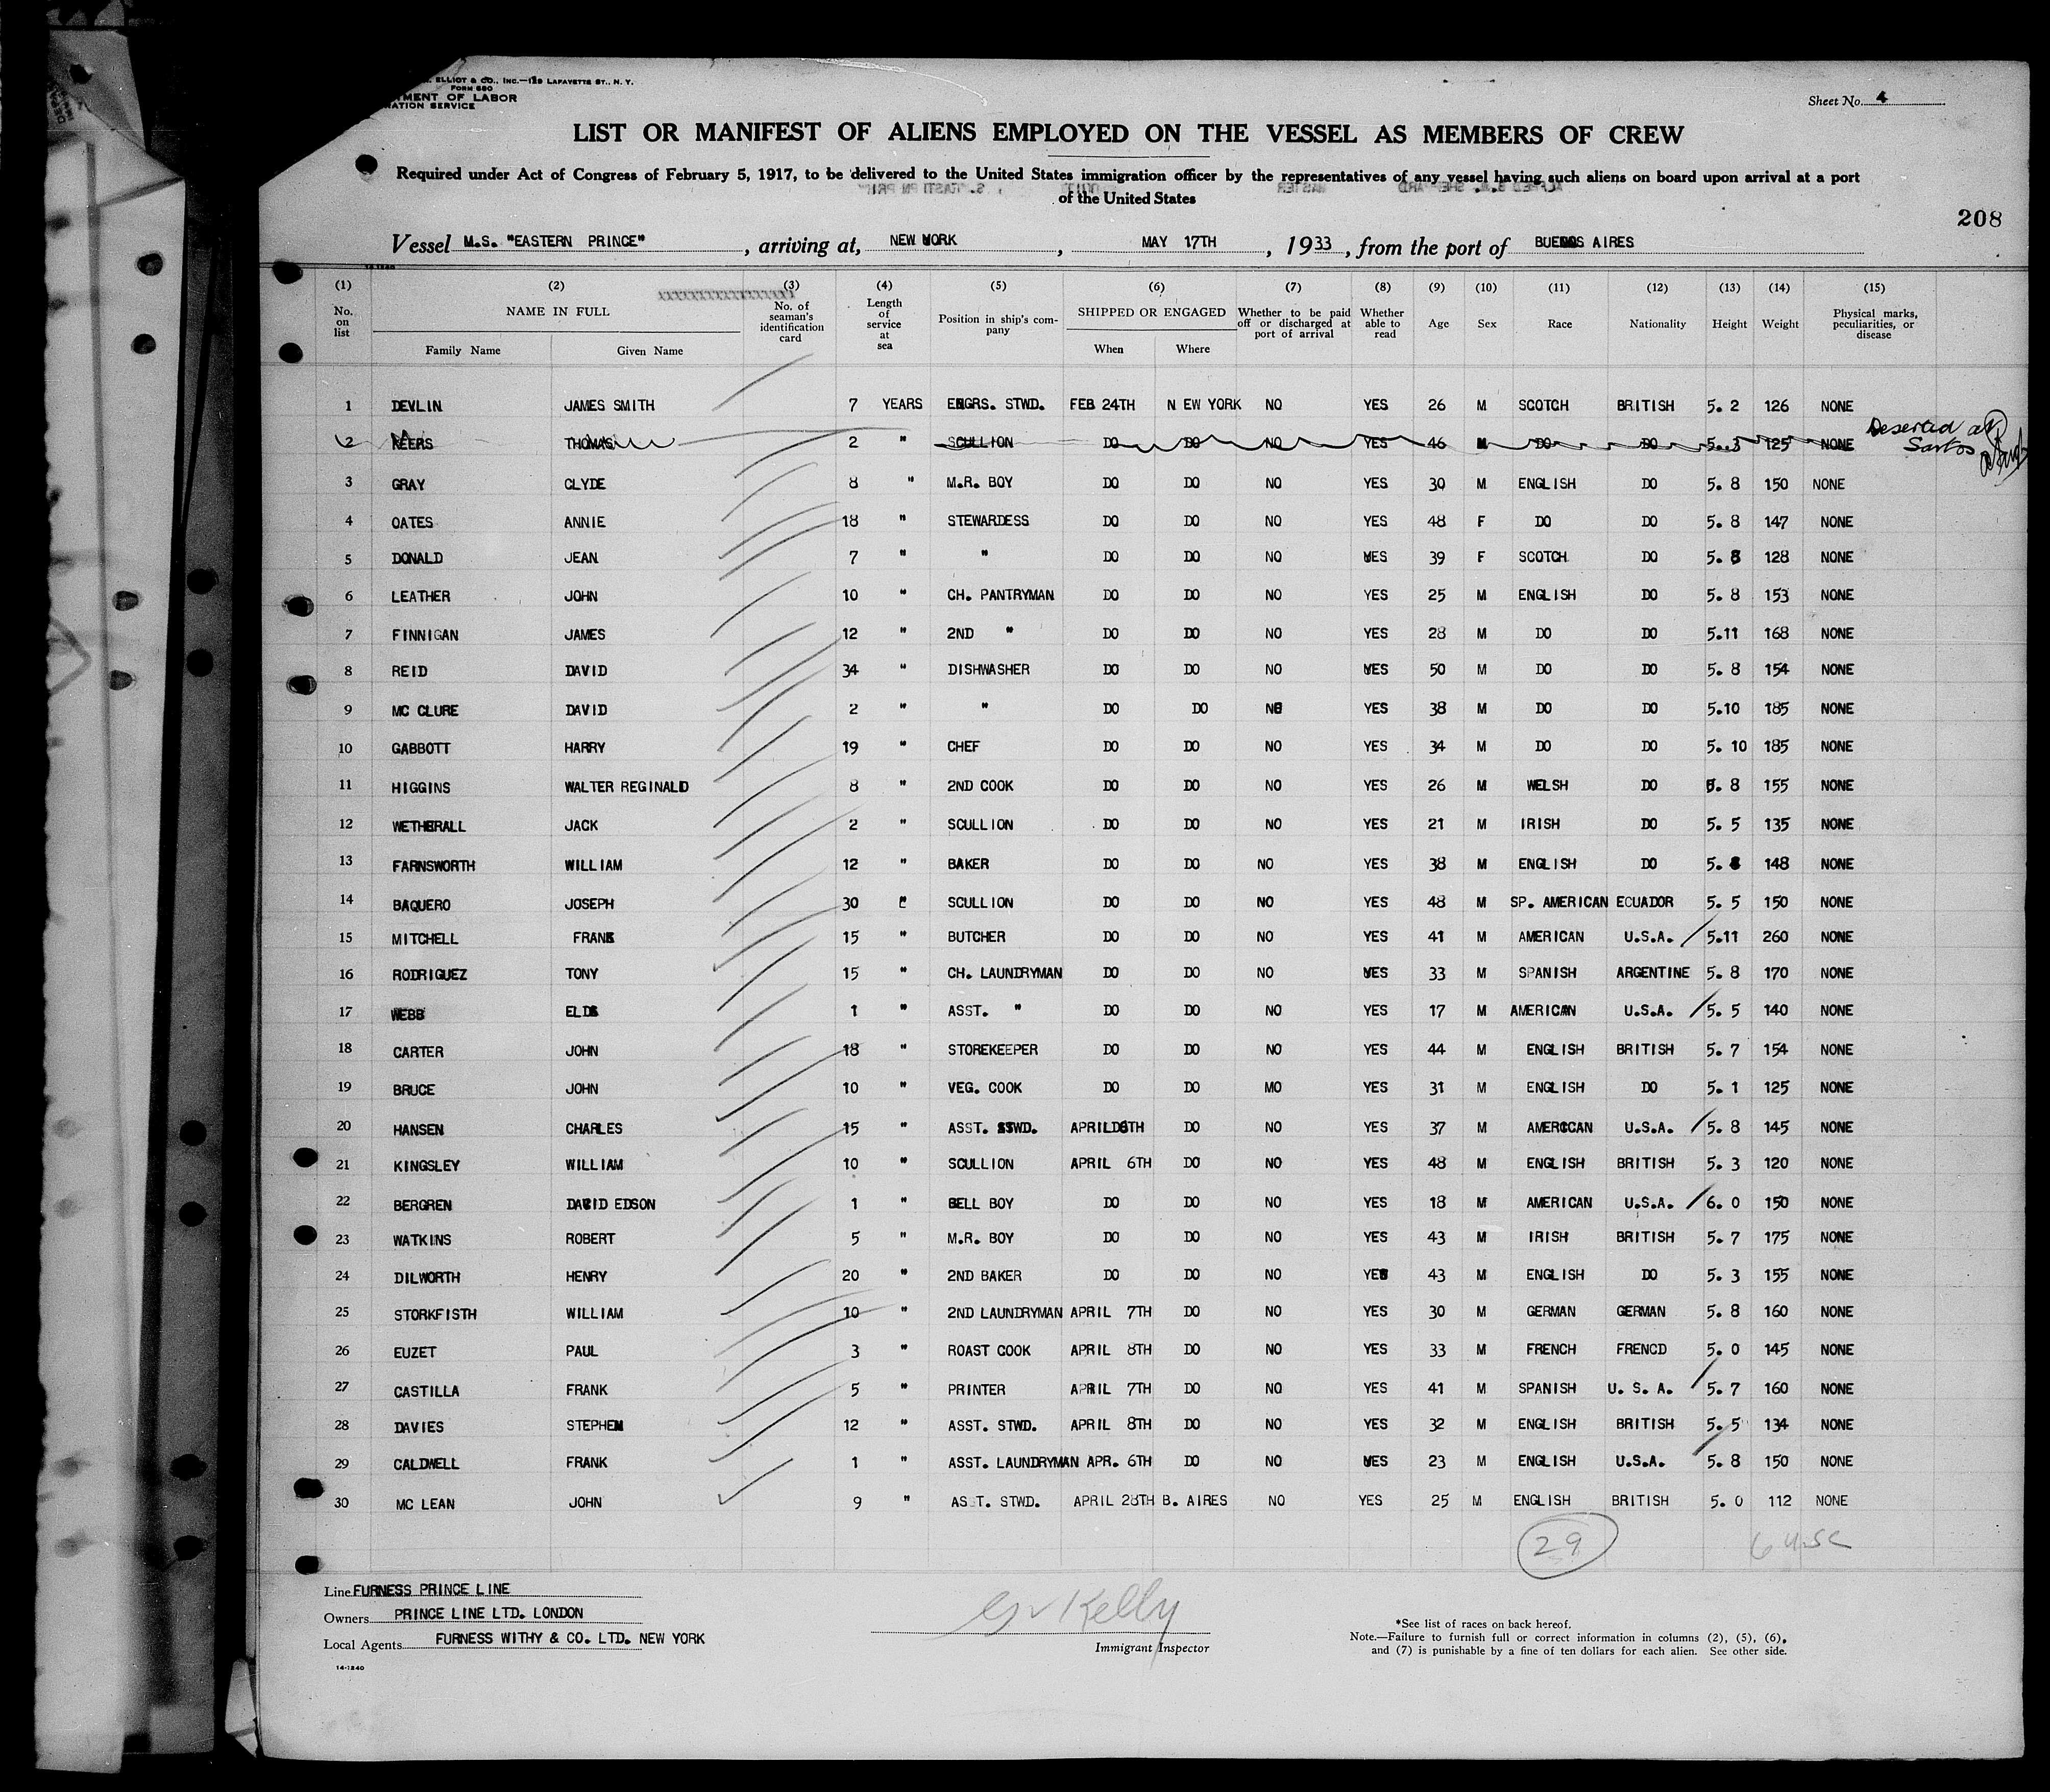 ELLIOT & CO., INC.—129 LAFAYETTE ST., N. Y.
FORM 680
TMENT OF LABOR
RATION SERVICE
Sheet No. 4
LIST OR MANIFEST OF ALIENS EMPLOYED ON THE VESSEL AS MEMBERS OF CREW
Required under Act of Congress of February 5, 1917, to be delivered to the United States immigration officer by the representatives of any vessel having such aliens on board upon arrival at a port
of the United States
208
Vessel M.S. "EASTERN PRINCE", arriving at, NEW YORK, MAY 17TH, 1933, from the port of BUENOS AIRES
(1) (2) (3) (4) (5) (6) (7) (8) (9) (10) (11) (12) (13) (14) (15)
No. on list NAME IN FULL Family Name Given Name No. of seaman's identification card Length of service at sea Position in ship's company SHIPPED OR ENGAGED When Where Whether to be paid off or discharged at port of arrival Whether able to read Age Sex Race Nationality Height Weight Physical marks, peculiarities, or disease
1 DEVLIN JAMES SMITH 7 YEARS ENGRS. STWD. FEB 24TH N EW YORK NO YES 26 M SCOTCH BRITISH 5. 2 126 NONE
2 THOMAS 2 " SCULLION DO DO NO YES 46 M DO DO 5. 3 125 NONE Deserted at Santos
3 GRAY CLYDE 8 " M.R. BOY DO DO NO YES 30 M ENGLISH DO 5. 8 150 NONE
4 OATES ANNIE 18 " STEWARDESS DO DO NO YES 48 F DO DO 5. 8 147 NONE
5 DONALD JEAN 7 " " DO DO NO YES 39 F SCOTCH DO 5. 8 128 NONE
6 LEATHER JOHN 10 " CH. PANTRYMAN DO DO NO YES 25 M ENGLISH DO 5. 8 153 NONE
7 FINNIGAN JAMES 12 " 2ND " DO DO NO YES 28 M DO DO 5.11 168 NONE
8 REID DAVID 34 " DISHWASHER DO DO NO YES 50 M DO DO 5. 8 154 NONE
9 MC CLURE DAVID 2 " " DO DO NO YES 38 M DO DO 5.10 185 NONE
10 GABBOTT HARRY 19 " CHEF DO DO NO YES 34 M DO DO 5. 10 185 NONE
11 HIGGINS WALTER REGINALD 8 " 2ND COOK DO DO NO YES 26 M WELSH DO 5. 8 155 NONE
12 WETHERALL JACK 2 " SCULLION DO DO NO YES 21 M IRISH DO 5. 5 135 NONE
13 FARNSWORTH WILLIAM 12 " BAKER DO DO NO YES 38 M ENGLISH DO 5. 148 NONE
14 BAQUERO JOSEPH 30 " SCULLION DO DO NO YES 48 M SP. AMERICAN ECUADOR 5. 5 150 NONE
15 MITCHELL FRANK 15 " BUTCHER DO DO NO YES 41 M AMERICAN U.S.A. 5.11 260 NONE
16 RODRIGUEZ TONY 15 " CH. LAUNDRYMAN DO DO NO YES 33 M SPANISH ARGENTINE 5. 8 170 NONE
17 WEBB 1 " ASST. " DO DO NO YES 17 M AMERICAN U.S.A. 5. 5 140 NONE
18 CARTER JOHN 18 " STOREKEEPER DO DO NO YES 44 M ENGLISH BRITISH 5. 7 154 NONE
19 BRUCE JOHN 10 " VEG. COOK DO DO MO YES 31 M ENGLISH DO 5. 1 125 NONE
20 HANSEN CHARLES 15 " ASST. STWD. APRIL 6TH DO NO YES 37 M AMERICAN U.S.A. 5. 8 145 NONE
21 KINGSLEY WILLIAM 10 " SCULLION APRIL 6TH DO NO YES 48 M ENGLISH BRITISH 5. 3 120 NONE
22 BERGREN DAVID EDSON 1 " BELL BOY DO DO NO YES 18 M AMERICAN U.S.A. 6. 0 150 NONE
23 WATKINS ROBERT 5 " M.R. BOY DO DO NO YES 43 M IRISH BRITISH 5. 7 175 NONE
24 DILWORTH HENRY 20 " 2ND BAKER DO DO NO YES 43 M ENGLISH DO 5. 3 155 NONE
25 STORKFISTH WILLIAM 10 " 2ND LAUNDRYMAN APRIL 7TH DO NO YES 30 M GERMAN GERMAN 5. 8 160 NONE
26 EUZET PAUL 3 " ROAST COOK APRIL 8TH DO NO YES 33 M FRENCH FRENCD 5. 0 145 NONE
27 CASTILLA FRANK 5 " PRINTER APRIL 7TH DO NO YES 41 M SPANISH U. S. A. 5. 7 160 NONE
28 DAVIES STEPHEN 12 " ASST. STWD. APRIL 8TH DO NO YES 32 M ENGLISH BRITISH 5. 5 134 NONE
29 CALDWELL FRANK 1 " ASST. LAUNDRYMAN APR. 6TH DO NO YES 23 M ENGLISH U.S.A. 5. 8 150 NONE
30 MC LEAN JOHN 9 " AS T. STWD. APRIL 28TH B. AIRES NO YES 25 M ENGLISH BRITISH 5. 0 112 NONE
29 6 USC
Line FURNESS PRINCE LINE
Owners PRINCE LINE LTD. LONDON
Local Agents FURNESS WITHY & CO. LTD. NEW YORK
Kelly
Immigrant Inspector
*See list of races on back hereof.
Note.—Failure to furnish full or correct information in columns (2), (5), (6),
and (7) is punishable by a fine of ten dollars for each alien. See other side.
14-1240